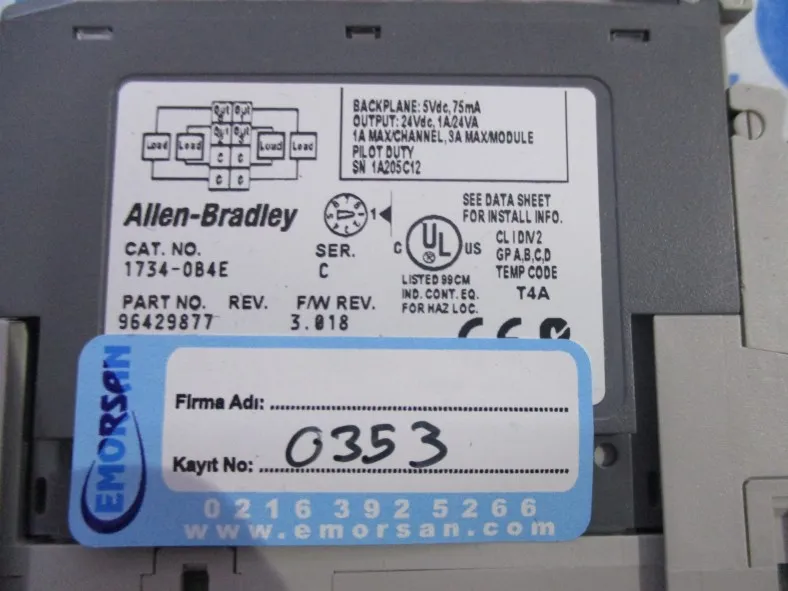 Out Out
Out Out
Load Load C C Load Load
C C
BACKPLANE: 5Vdc, 75mA
OUTPUT: 24Vdc, 1A/24VA
1A MAX/CHANNEL, 3A MAX/MODULE
PILOT DUTY
SN 1A205C12
Allen-Bradley
1
CAT. NO. SER.
1734-OB4E C
PART NO. REV. F/W REV.
96429877 3.018
C UL US
LISTED 99CM
IND. CONT. EQ.
FOR HAZ LOC.
SEE DATA SHEET
FOR INSTALL INFO.
CL I DIV2
GP A,B,C,D
TEMP CODE
T4A
CE
EMORSAN
Firma Adı:
Kayıt No: 0353
0216 392 5266
www.emorsan.com